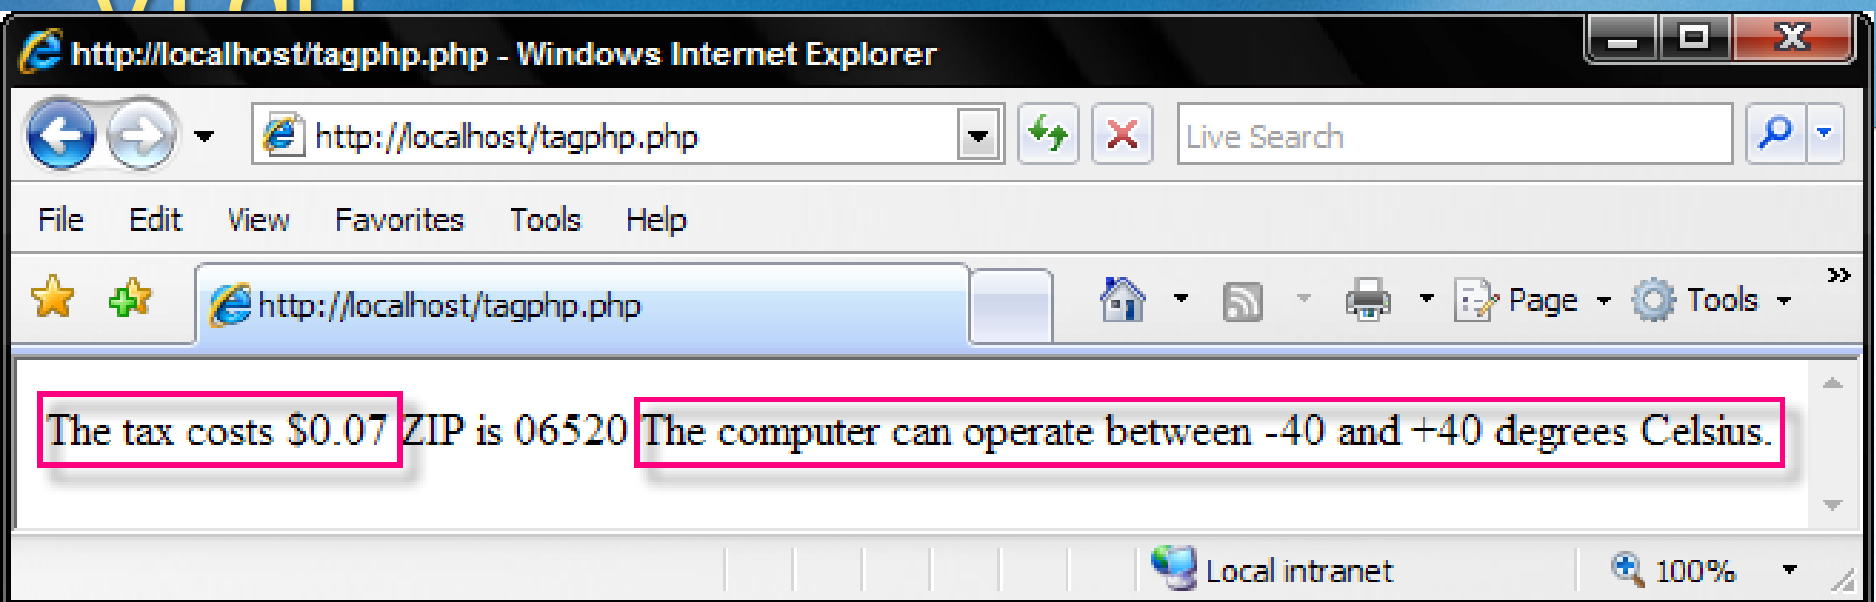 http://localhost/tagphp.php - Windows Internet Explorer
http://localhost/tagphp.php
Live Search
File Edit View Favorites Tools Help
http://localhost/tagphp.php
Page Tools »
The tax costs $0.07 ZIP is 06520 The computer can operate between -40 and +40 degrees Celsius.
Local intranet 100%